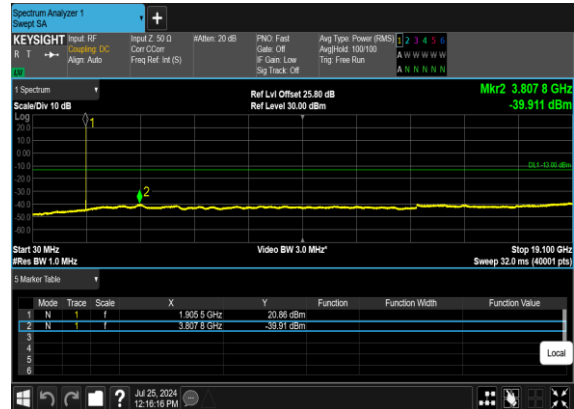 Spectrum Analyzer 1
Swept SA
KEYSIGHT Input: RF Input Z: 50 Ω #Atten: 20 dB PNO: Fast Avg Type: Power (RMS) 1 2 3 4 5 6
R T Coupling: DC Corr CCorr Gate: Off Avg|Hold: 100/100 A W W W W W
Align: Auto Freq Ref: Int (S) IF Gain: Low Trig: Free Run
Sig Track: Off A N N N N N
1 Spectrum Ref Lvl Offset 25.80 dB Mkr2 3.807 8 GHz
Scale/Div 10 dB Ref Level 30.00 dBm -39.911 dBm
Log
20.0
10.0
0.00
-10.0
-20.0
-30.0
-40.0
-50.0
-60.0
1
2
DL1 -13.00 dBm
Start 30 MHz Video BW 3.0 MHz* Stop 19.100 GHz
#Res BW 1.0 MHz Sweep 32.0 ms (40001 pts)
5 Marker Table
Mode Trace Scale X Y Function Function Width Function Value
1 N 1 f 1.905 5 GHz 20.86 dBm
2 N 1 f 3.807 8 GHz -39.91 dBm
3
4
5
6
Local
? Jul 25, 2024
12:16:16 PM